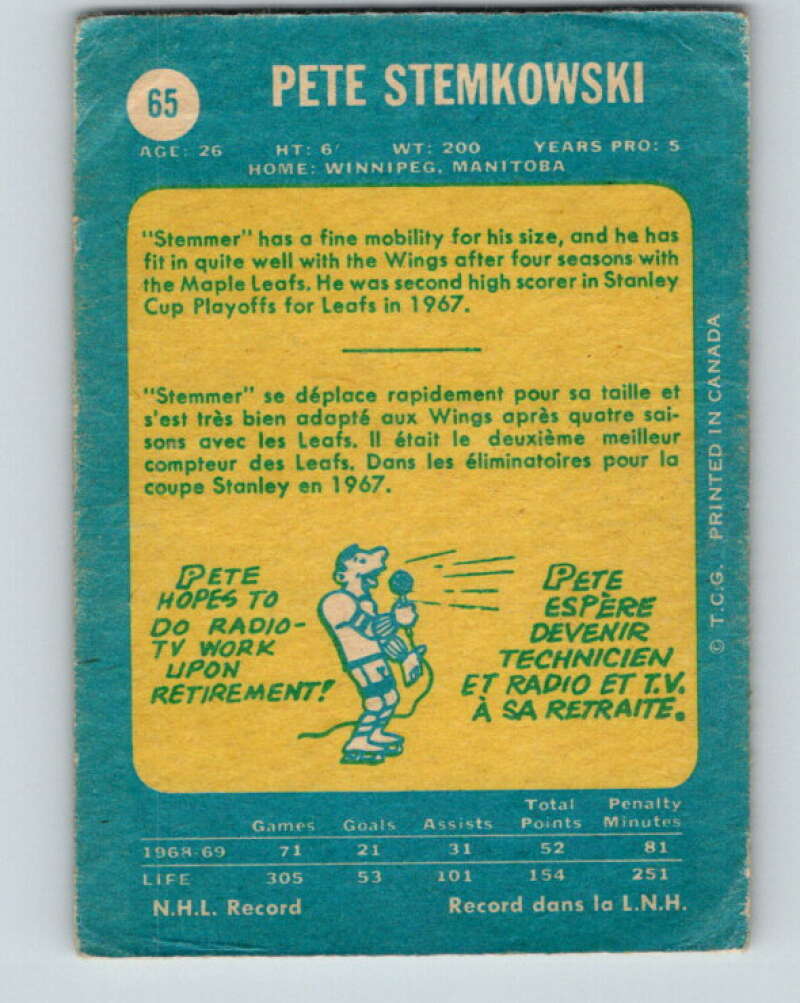 65
PETE STEMKOWSKI
AGE: 26 HT: 6' WT: 200 YEARS PRO: 5
HOME: WINNIPEG, MANITOBA
"Stemmer" has a fine mobility for his size, and he has
fit in quite well with the Wings after four seasons with
the Maple Leafs. He was second high scorer in Stanley
Cup Playoffs for Leafs in 1967.
"Stemmer" se déplace rapidement pour sa taille et
s'est très bien adapté aux Wings après quatre sai-
sons avec les Leafs. Il était le deuxième meilleur
compteur des Leafs. Dans les éliminatoires pour la
coupe Stanley en 1967.
PETE
HOPES TO
DO RADIO-
TV WORK
UPON
RETIREMENT!
PETE
ESPÈRE
DEVENIR
TECHNICIEN
ET RADIO ET T.V.
À SA RETRAITE.
© T.C.G. PRINTED IN CANADA
Games Goals Assists Total Points Penalty Minutes
1968-69 71 21 31 52 81
LIFE 305 53 101 154 251
N.H.L. Record Record dans la L.N.H.